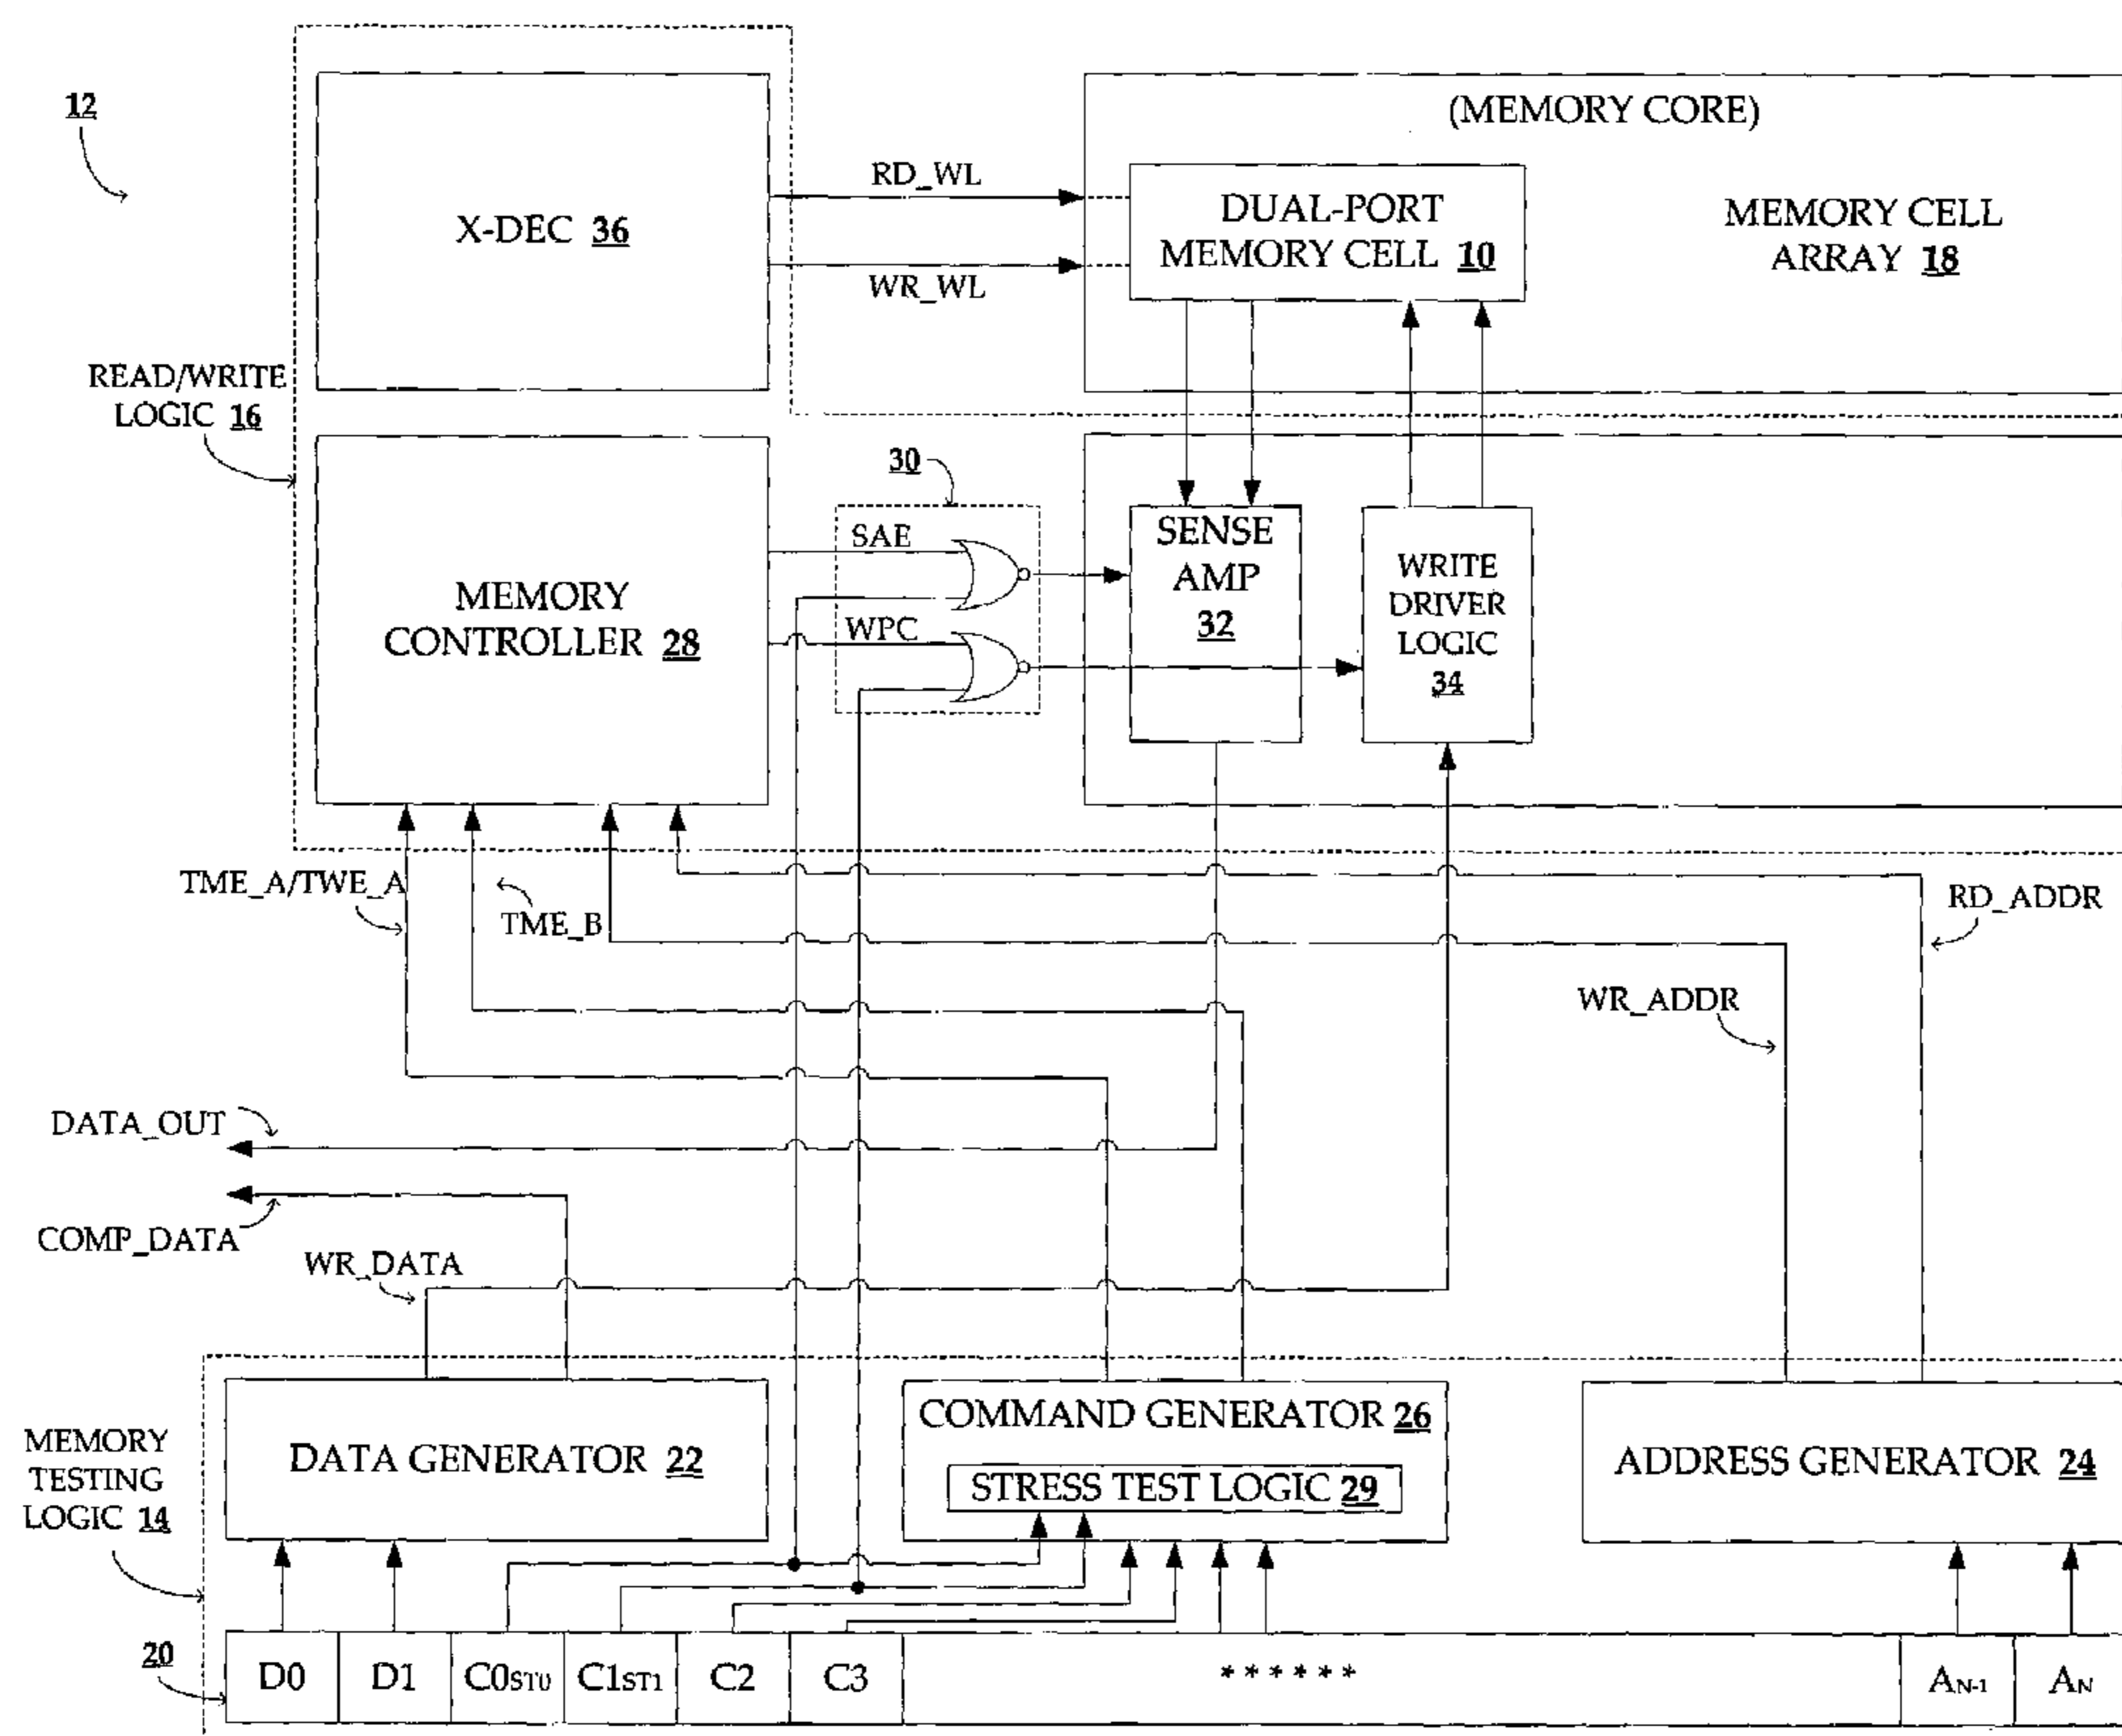 12
(MEMORY CORE)
RD_WL
X-DEC 36
DUAL-PORT
MEMORY CELL 10
MEMORY CELL
ARRAY 18
WR_WL
READ/WRITE
LOGIC 16
30
SAE
SENSE
AMP
32
WRITE
DRIVER
LOGIC
34
MEMORY
CONTROLLER 28
WPC
TME_A/TWE_A
TME_B
RD_ADDR
WR_ADDR
DATA_OUT
COMP_DATA
WR_DATA
MEMORY
TESTING
LOGIC 14
DATA GENERATOR 22
COMMAND GENERATOR 26
STRESS TEST LOGIC 29
ADDRESS GENERATOR 24
20
D0
D1
C0ST0
C1ST1
C2
C3
******
AN-1
AN